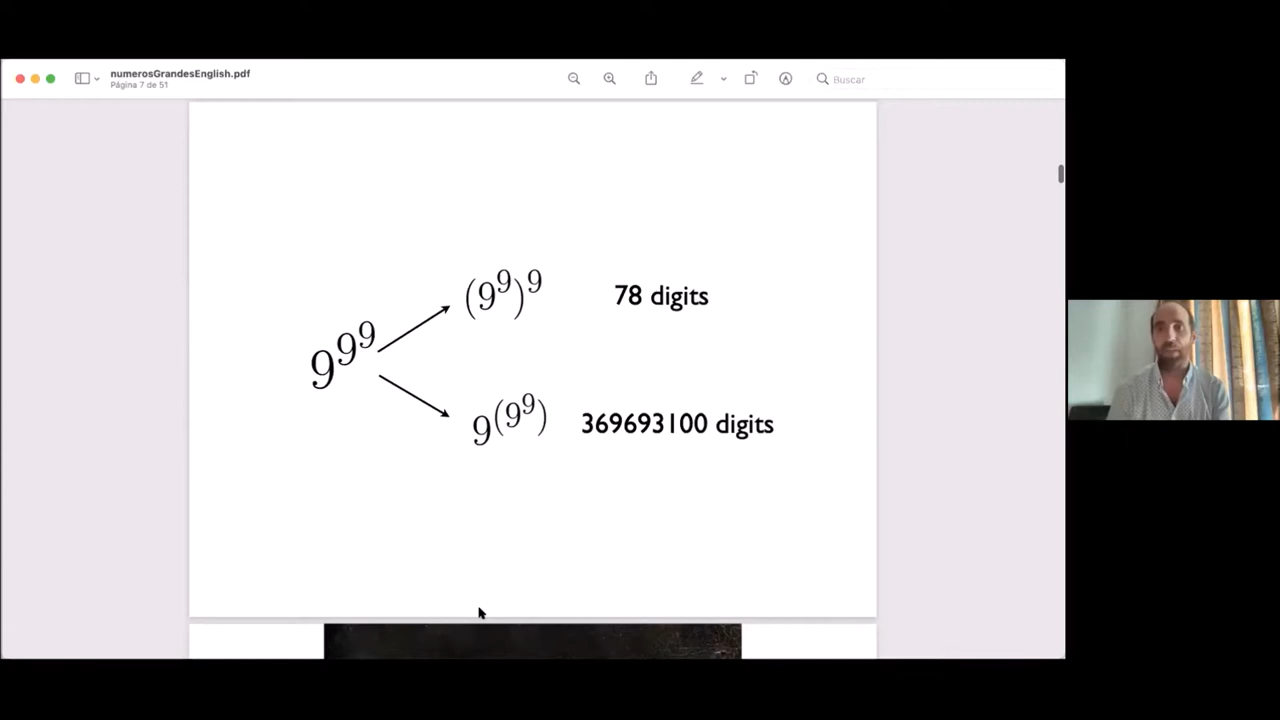 numerosGrandesEnglish.pdf
Página 7 de 51
Buscar
(9^9)^9 78 digits
9^9^9
9^(9^9) 369693100 digits